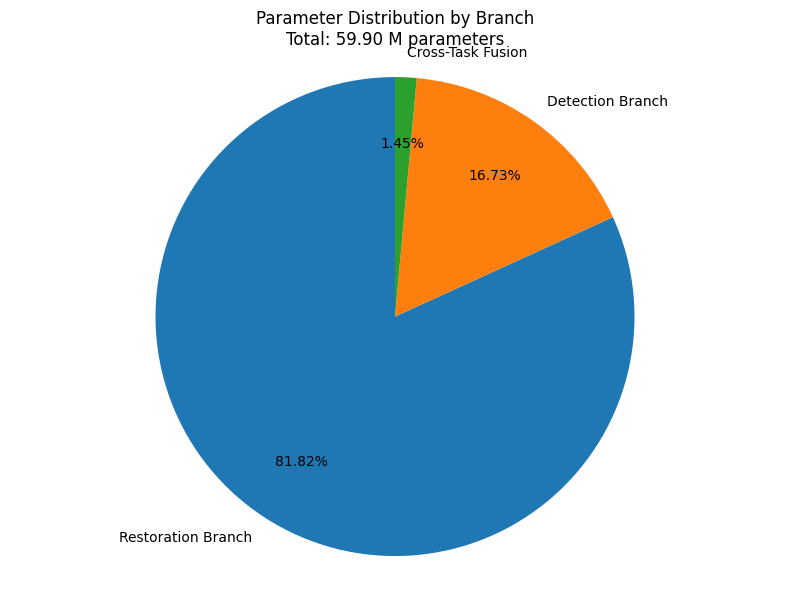 Parameter Distribution by Branch
Total: 59.90 M parameters
Cross-Task Fusion
Detection Branch
1.45%
16.73%
81.82%
Restoration Branch